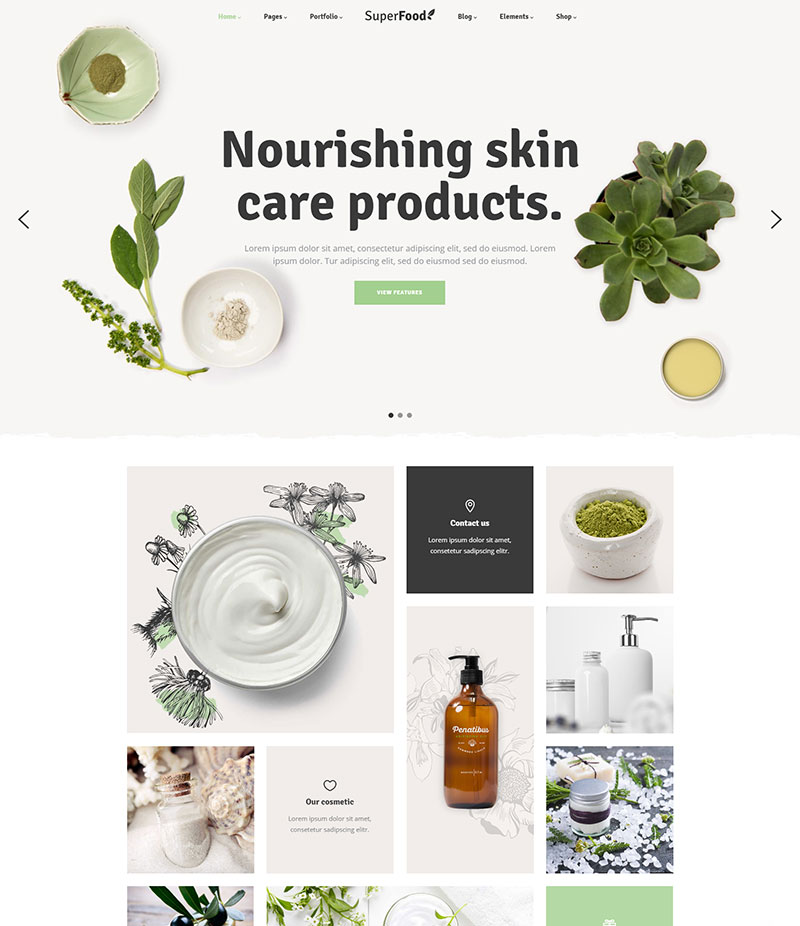 Home Pages Portfolio SuperFood Blog Elements Shop
Nourishing skin
care products.
Lorem ipsum dolor sit amet, consectetur adipiscing elit, sed do eiusmod. Lorem
ipsum dolor. Tur adipiscing elit, sed do eiusmod sed do eiusmod.
VIEW FEATURES
Contact us
Lorem ipsum dolor sit amet,
consectetur sadipscing elitr.
Penatibus
Our cosmetic
Lorem ipsum dolor sit amet,
consectetur sadipscing elitr.